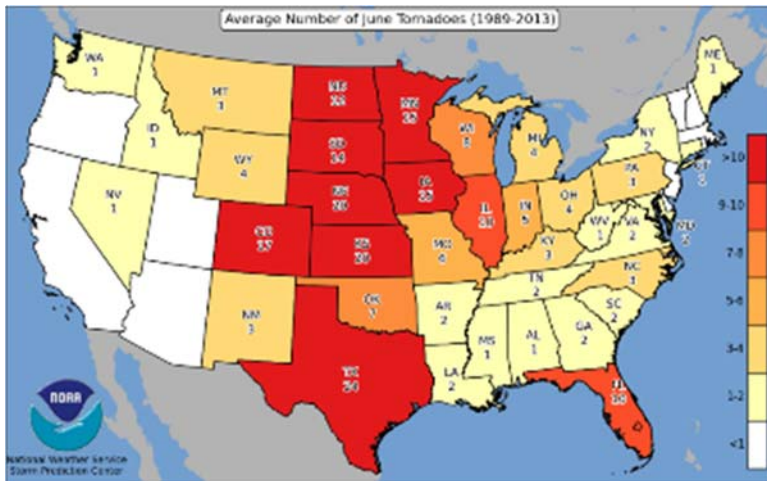 Average Number of June Tornadoes (1989-2013)
WA
1
MT
3
ND
MN
ME
1
ID
1
WY
4
SD
14
WI
MI
4
NY
2
NV
1
NE
IA
PA
3
CT
1
CO
17
KS
IL
IN
OH
4
WV
1
VA
2
MD
MO
4
KY
3
NM
3
OK
7
AR
2
TN
2
NC
3
SC
2
MS
1
AL
1
GA
2
TX
24
LA
2
FL
>10
9-10
7-8
5-6
3-4
1-2
<1
NOAA
National Weather Service
Storm Prediction Center